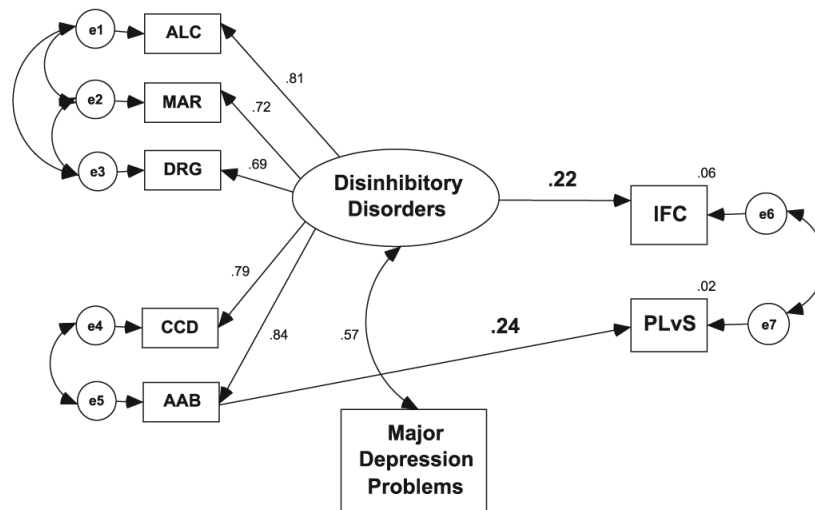 e1
ALC
.81
e2
MAR
.72
e3
DRG
.69
Disinhibitory
Disorders
.22
.06
IFC
e6
.79
.84
.57
.24
.02
PLvS
e7
e4
CCD
e5
AAB
Major
Depression
Problems